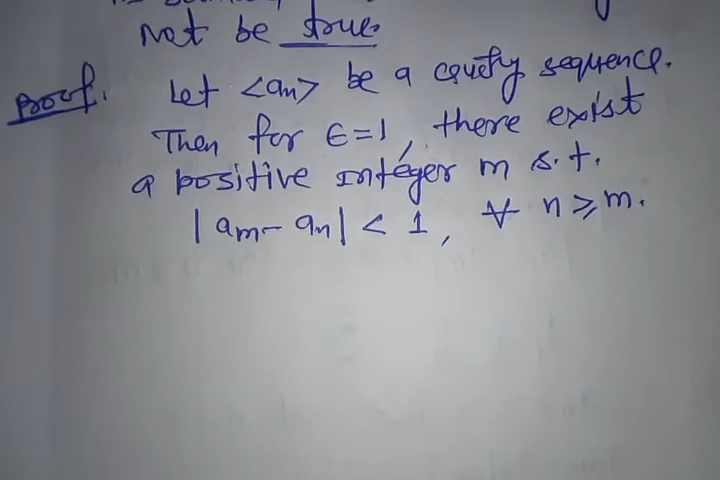 not be true.
Proof. Let <an> be a cauchy sequence.
Then for ε=1, there exist
a positive integer m s.t.
|am - an| < 1, ∀ n ≥ m.